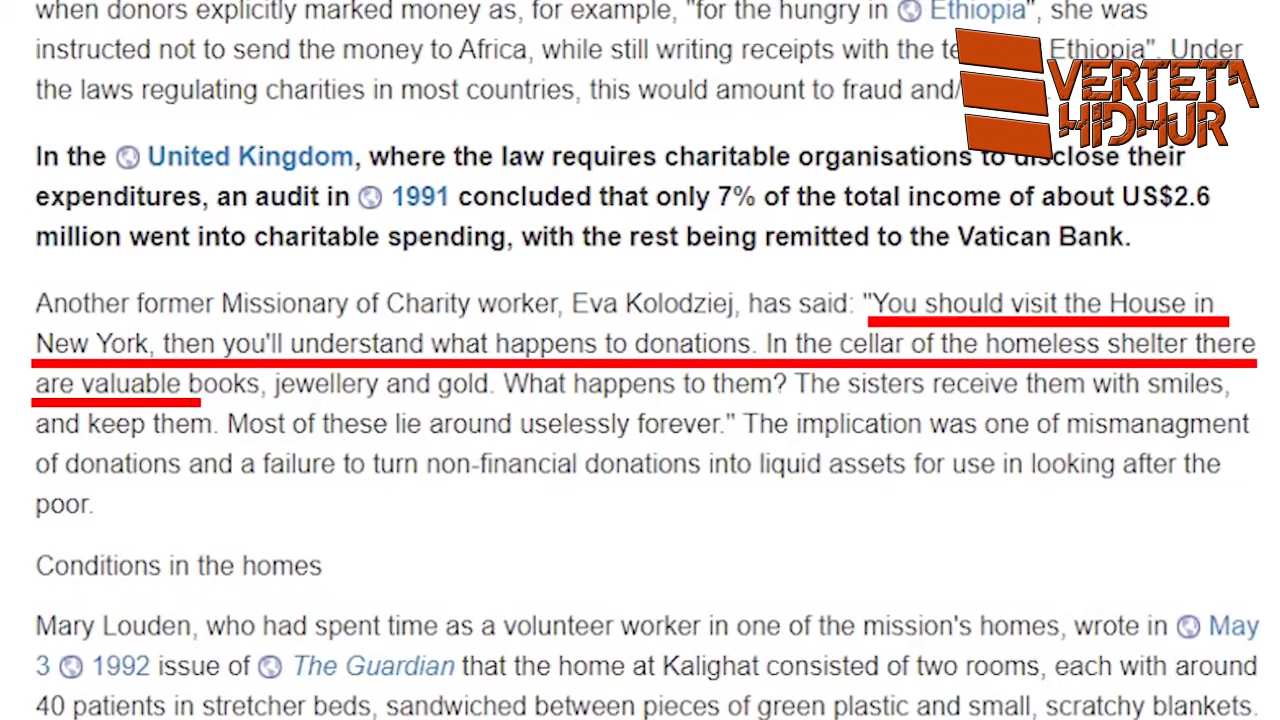 when donors explicitly marked money as, for example, "for the hungry in Ethiopia", she was
instructed not to send the money to Africa, while still writing receipts with the Ethiopia". Under
the laws regulating charities in most countries, this would amount to fraud
In the United Kingdom, where the law requires charitable organisations to disclose their
expenditures, an audit in 1991 concluded that only 7% of the total income of about US$2.6
million went into charitable spending, with the rest being remitted to the Vatican Bank.
Another former Missionary of Charity worker, Eva Kolodziej, has said: "You should visit the House in
New York, then you'll understand what happens to donations. In the cellar of the homeless shelter there
are valuable books, jewellery and gold. What happens to them? The sisters receive them with smiles,
and keep them. Most of these lie around uselessly forever." The implication was one of mismanagment
of donations and a failure to turn non-financial donations into liquid assets for use in looking after the
poor.
Conditions in the homes
Mary Louden, who had spent time as a volunteer worker in one of the mission's homes, wrote in May
3 1992 issue of The Guardian that the home at Kalighat consisted of two rooms, each with around
40 patients in stretcher beds, sandwiched between pieces of green plastic and small, scratchy blankets.
EVERTETA
HIDHUR